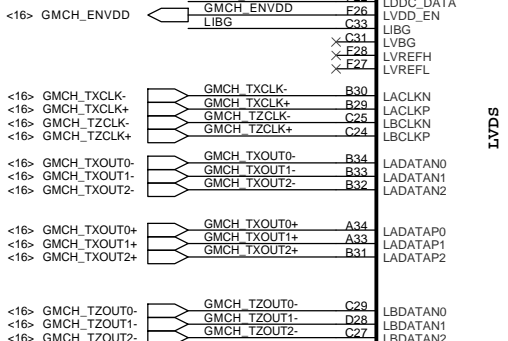 LDDC_DATA
<16> GMCH_ENVDD GMCH_ENVDD F26 LVDD_EN
LIBG C33 LIBG
C31 LVBG
F28 LVREFH
F27 LVREFL
<16> GMCH_TXCLK- GMCH_TXCLK- B30 LACLKN
<16> GMCH_TXCLK+ GMCH_TXCLK+ B29 LACLKP
<16> GMCH_TZCLK- GMCH_TZCLK- C25 LBCLKN
<16> GMCH_TZCLK+ GMCH_TZCLK+ C24 LBCLKP
LVDS
<16> GMCH_TXOUT0- GMCH_TXOUT0- B34 LADATAN0
<16> GMCH_TXOUT1- GMCH_TXOUT1- B33 LADATAN1
<16> GMCH_TXOUT2- GMCH_TXOUT2- B32 LADATAN2
<16> GMCH_TXOUT0+ GMCH_TXOUT0+ A34 LADATAP0
<16> GMCH_TXOUT1+ GMCH_TXOUT1+ A33 LADATAP1
<16> GMCH_TXOUT2+ GMCH_TXOUT2+ B31 LADATAP2
<16> GMCH_TZOUT0- GMCH_TZOUT0- C29 LBDATAN0
<16> GMCH_TZOUT1- GMCH_TZOUT1- D28 LBDATAN1
<16> GMCH_TZOUT2- GMCH_TZOUT2- C27 LBDATAN2